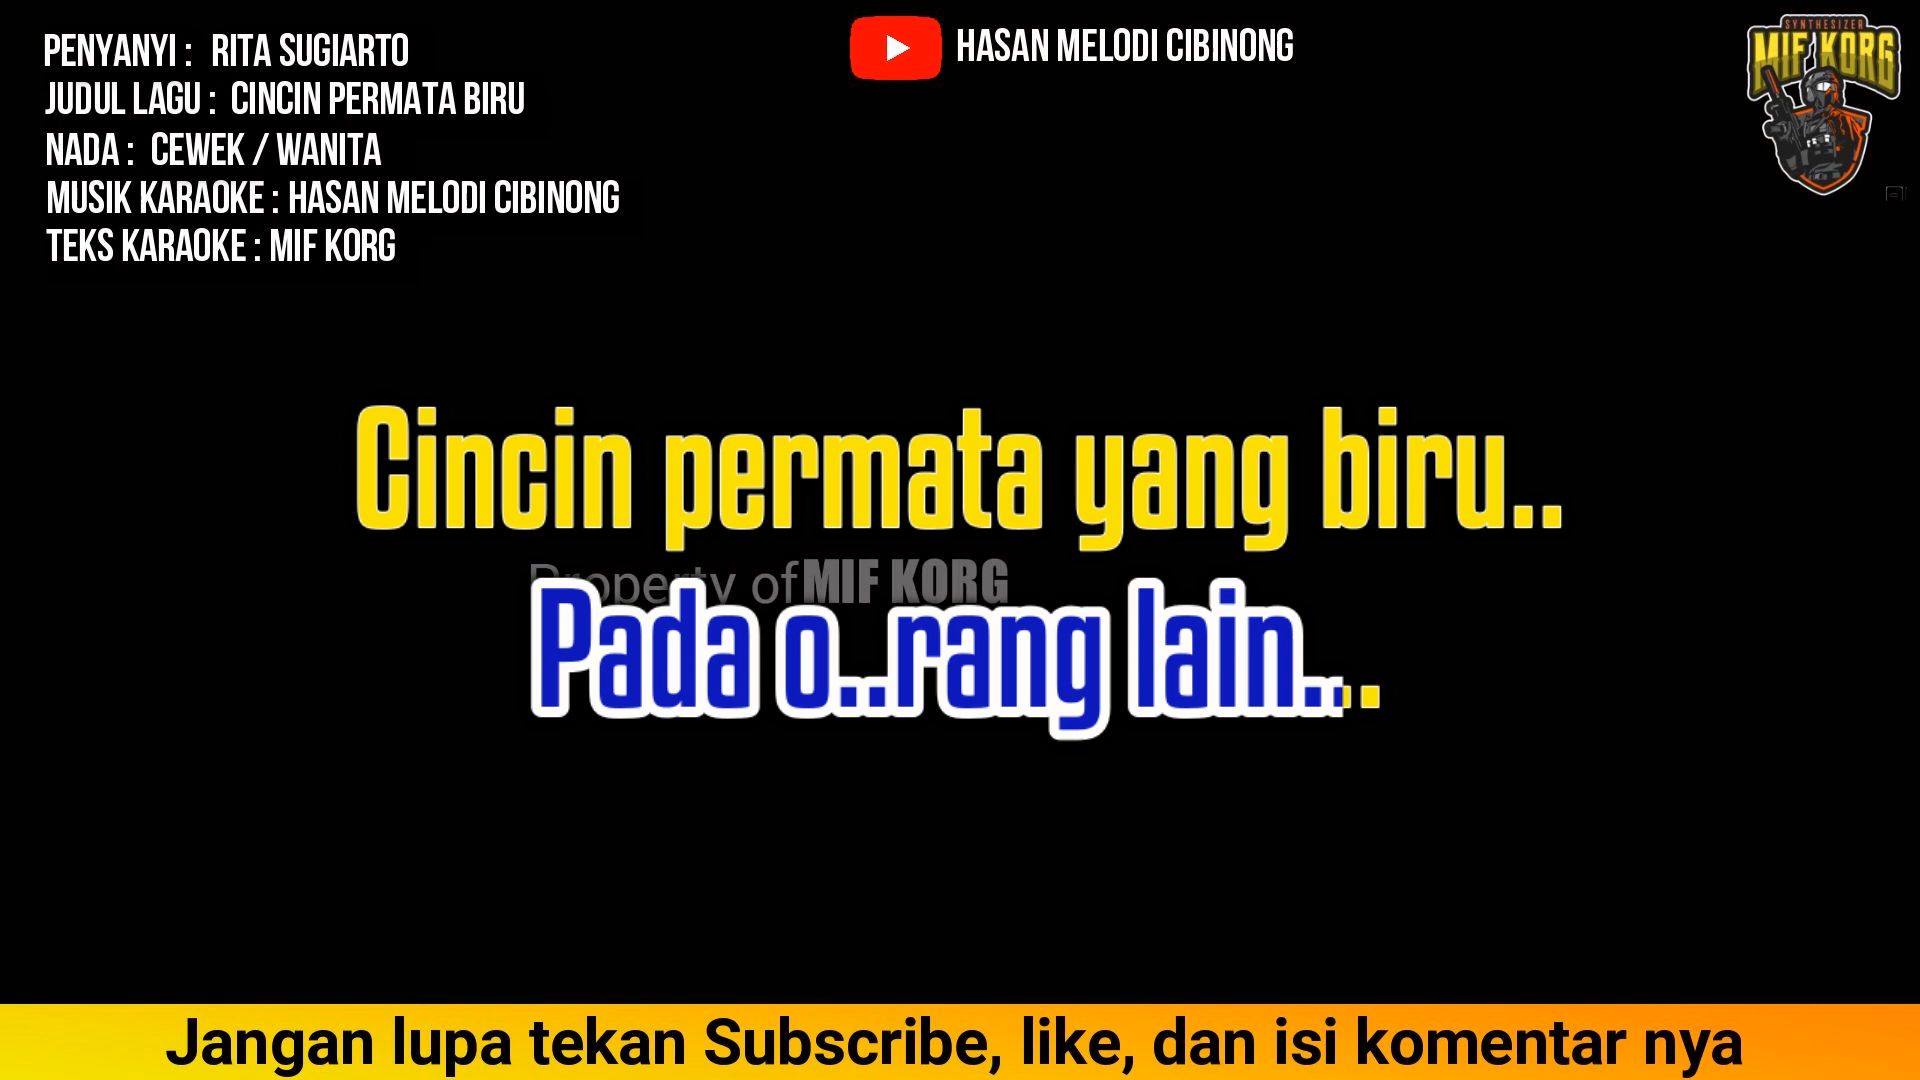 PENYANYI : RITA SUGIARTO
JUDUL LAGU : CINCIN PERMATA BIRU
NADA : CEWEK / WANITA
MUSIK KARAOKE : HASAN MELODI CIBINONG
TEKS KARAOKE : MIF KORG
HASAN MELODI CIBINONG
SYNTHESIZER
MIF KORG
Cincin permata yang biru..
Property of MIF KORG
Pada o..rang lain....
Jangan lupa tekan Subscribe, like, dan isi komentar nya